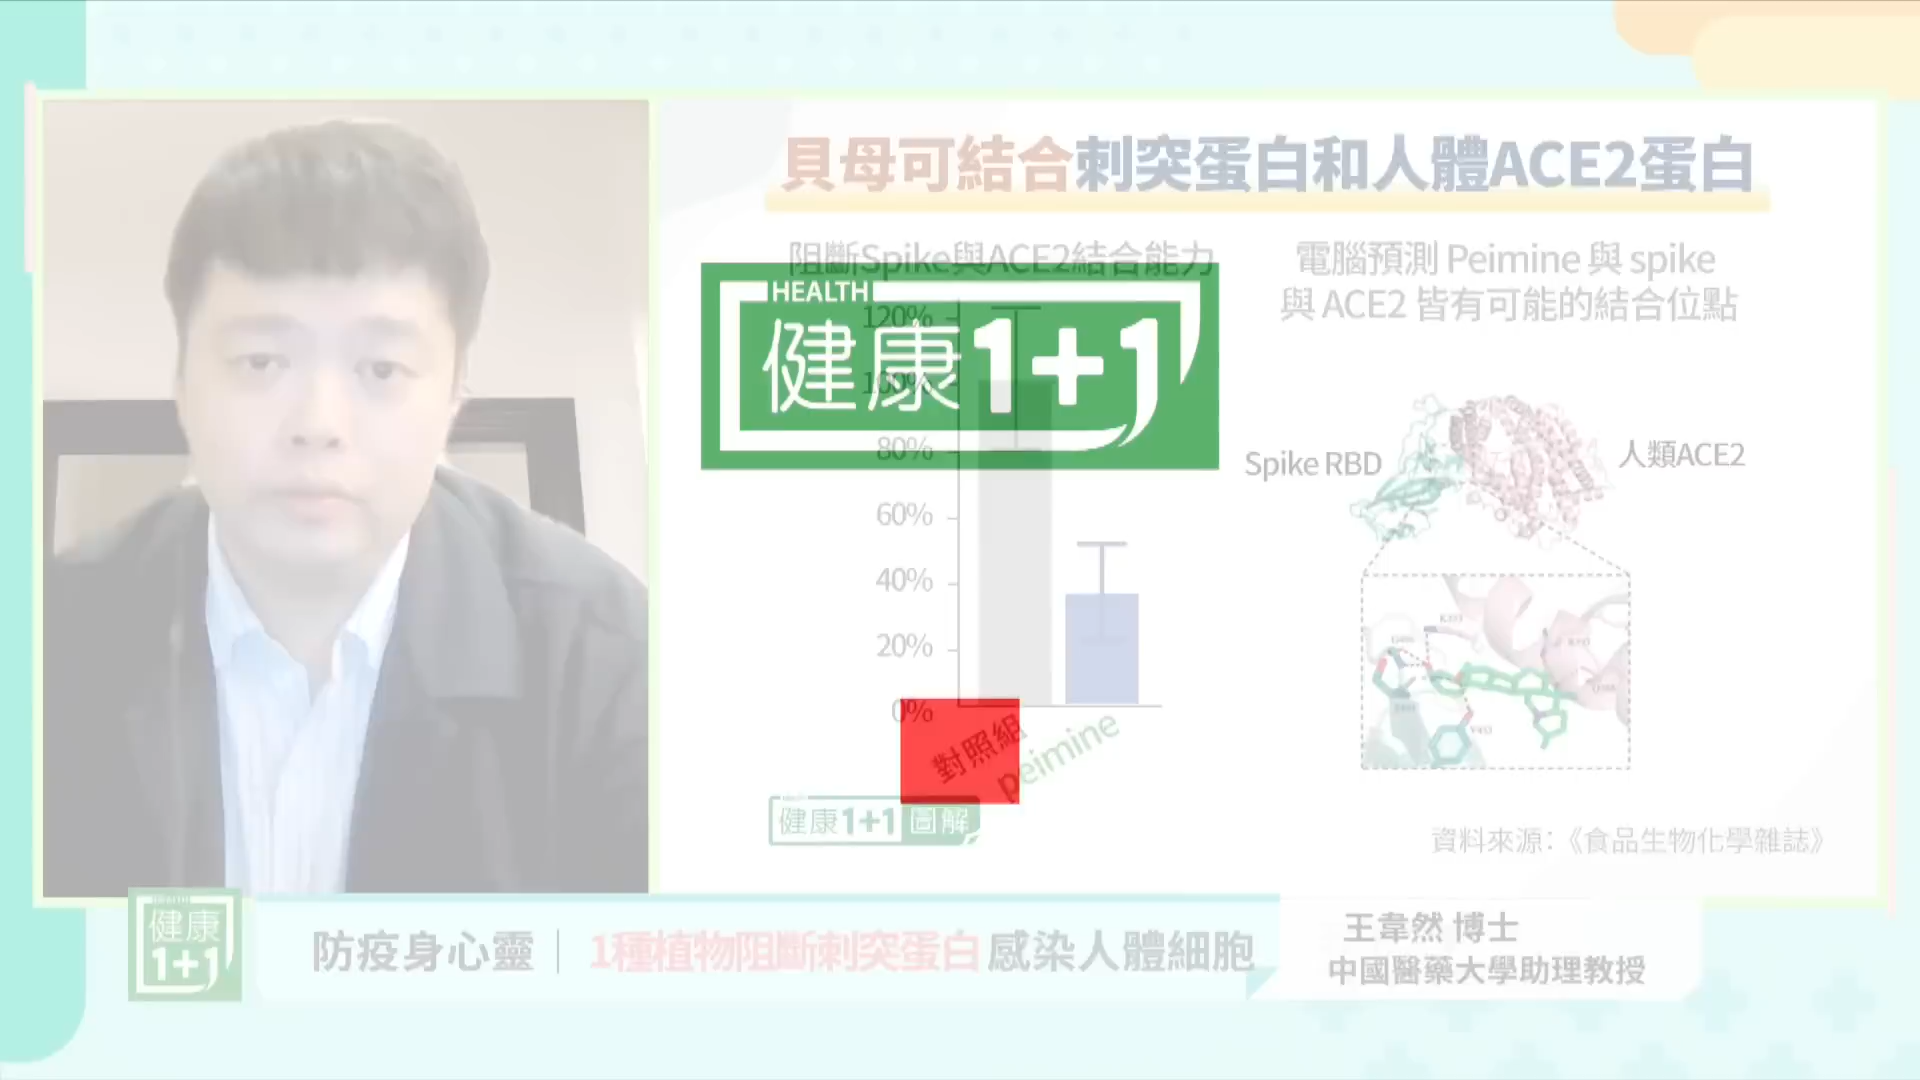 貝母可結合刺突蛋白和人體ACE2蛋白
阻斷Spike與ACE2結合能力
120%
100%
80%
60%
40%
20%
0%
對照組
peimine
HEALTH
健康1+1
電腦預測 Peimine 與 spike
與 ACE2 皆有可能的結合位點
Spike RBD
人類ACE2
健康1+1 圖解
資料來源:《食品生物化學雜誌》
HEALTH
健康
1+1
防疫身心靈｜1種植物阻斷刺突蛋白 感染人體細胞
王韋然 博士
中國醫藥大學助理教授